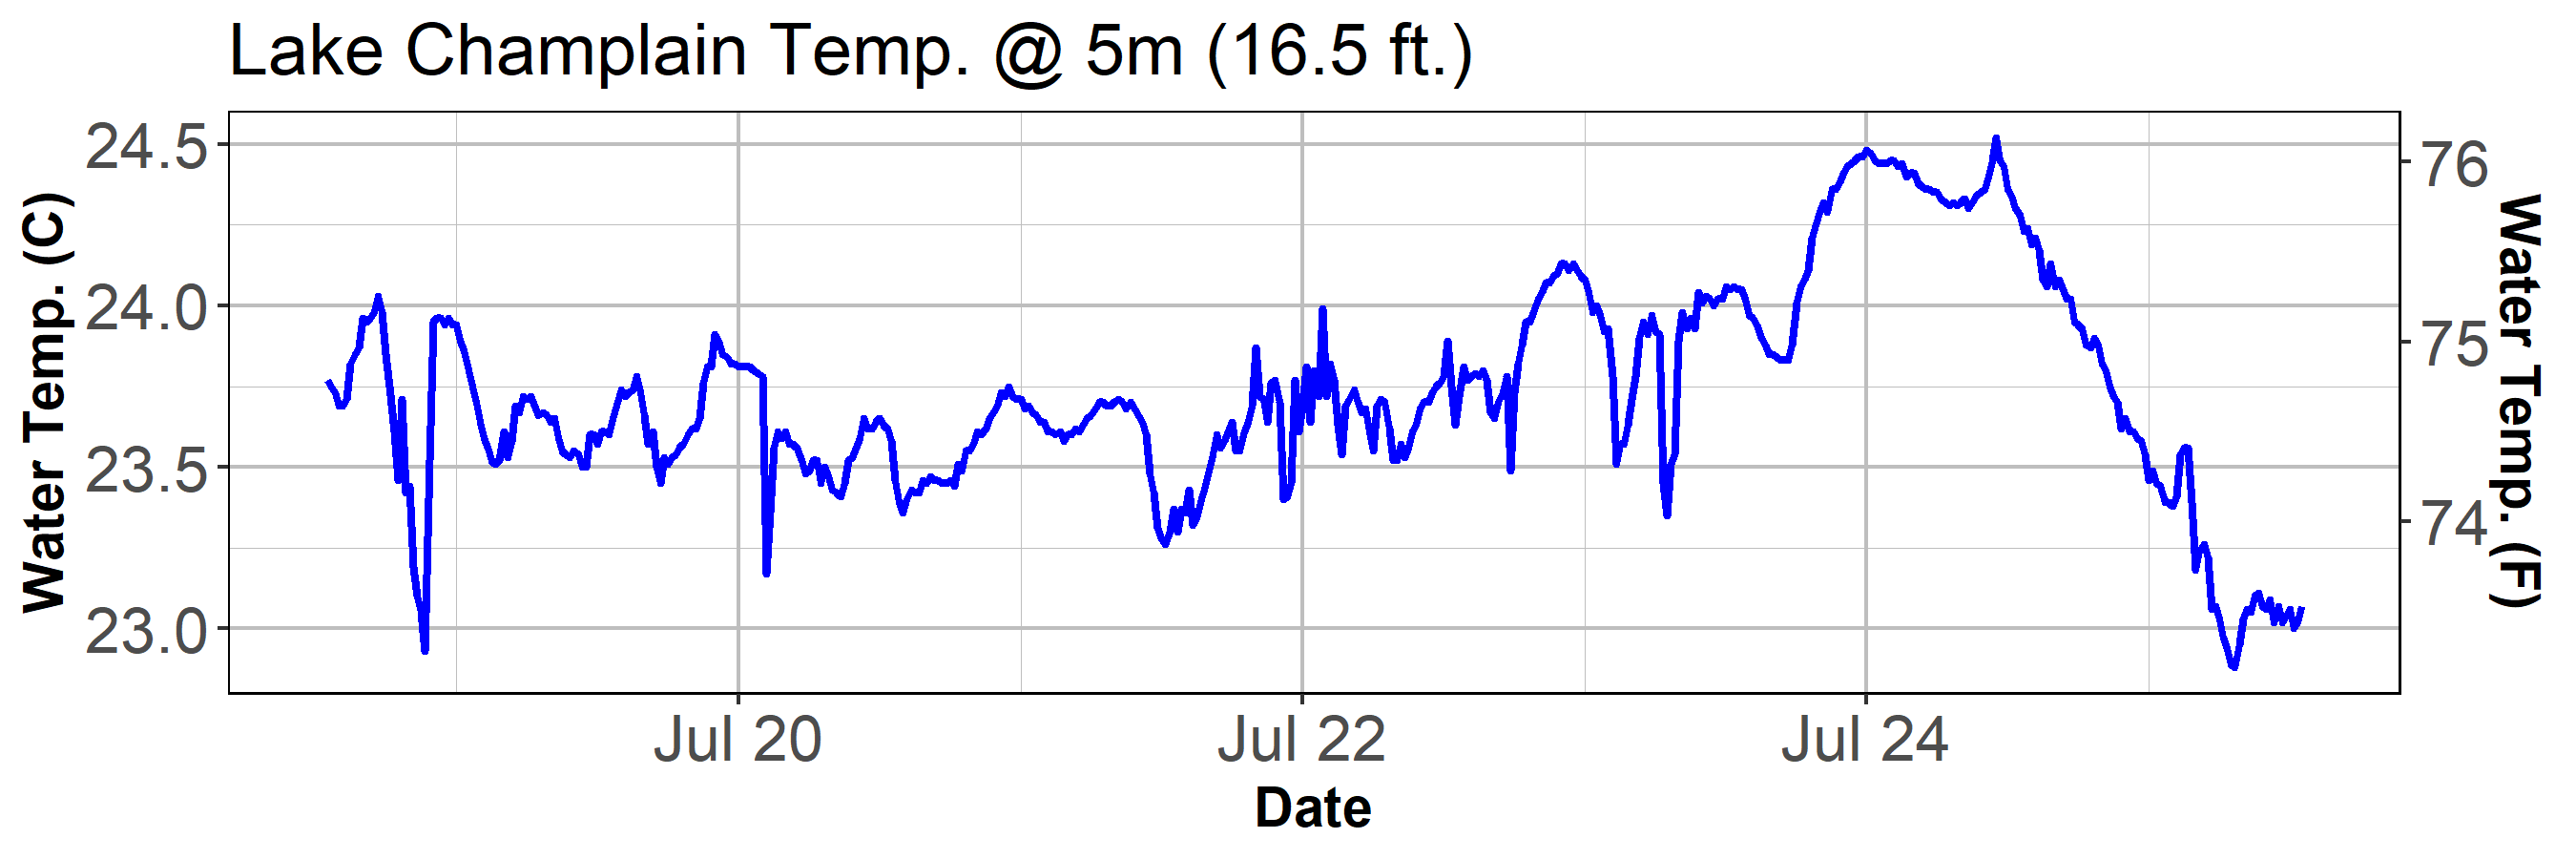 Lake Champlain Temp. @ 5m (16.5 ft.)
Water Temp. (C)
24.5
24.0
23.5
23.0
76
75
74
Water Temp. (F)
Jul 20
Jul 22
Jul 24
Date